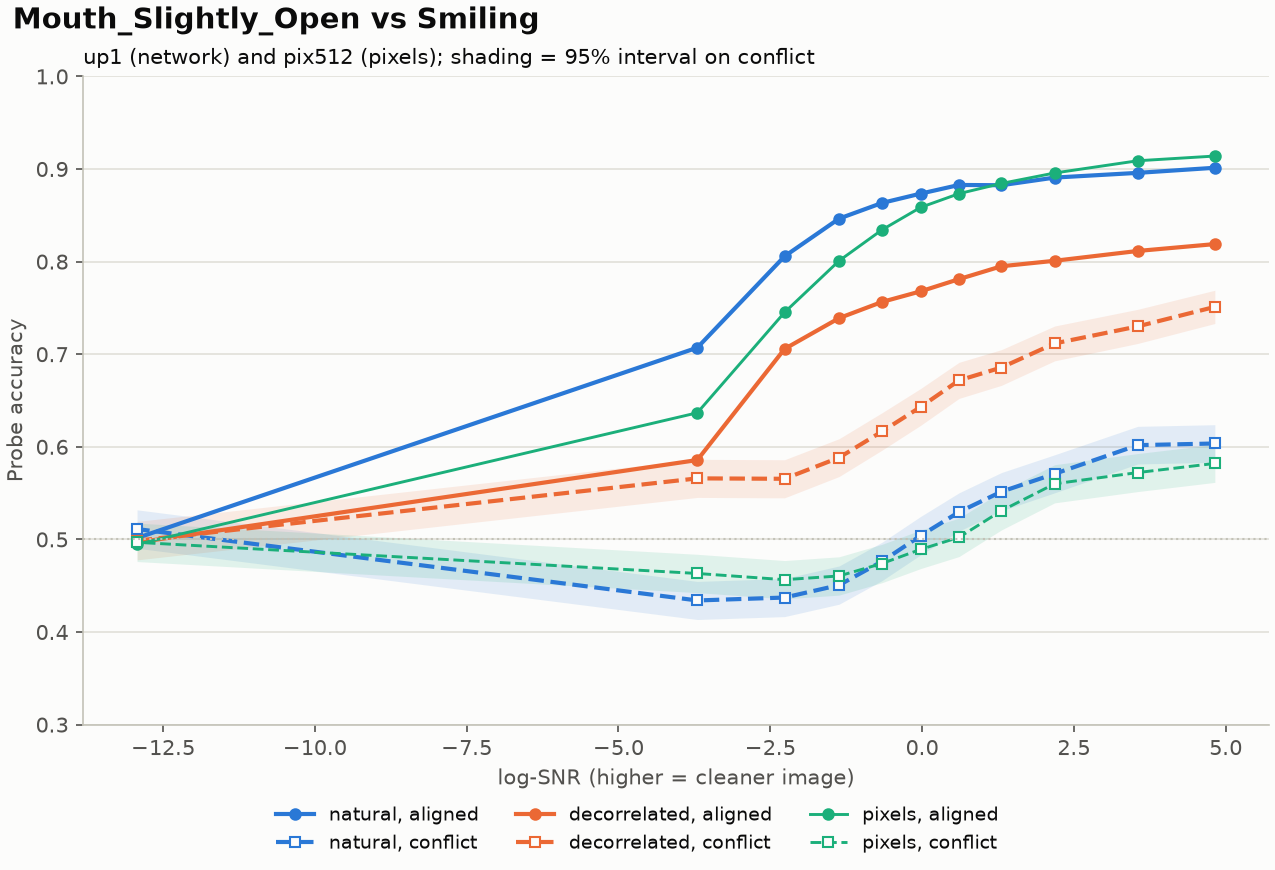 Mouth_Slightly_Open vs Smiling
up1 (network) and pix512 (pixels); shading = 95% interval on conflict
1.0
0.9
0.8
0.7
0.6
0.5
0.4
0.3
Probe accuracy
−12.5 −10.0 −7.5 −5.0 −2.5 0.0 2.5 5.0
log-SNR (higher = cleaner image)
natural, aligned decorrelated, aligned pixels, aligned
natural, conflict decorrelated, conflict pixels, conflict